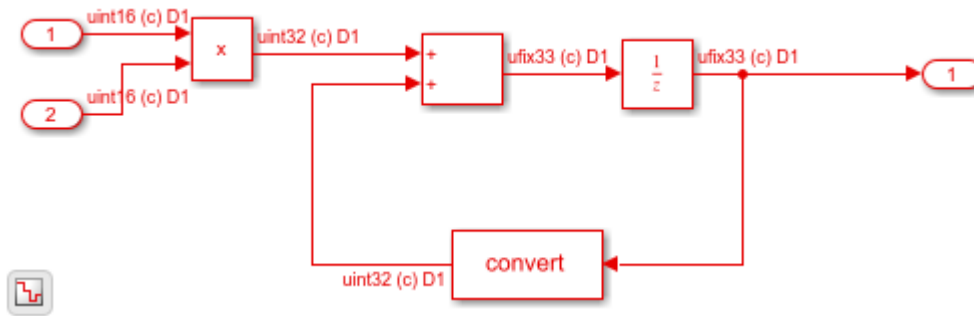 uint16 (c) D1
1
x
uint32 (c) D1
+
+
ufix33 (c) D1
1
z
ufix33 (c) D1
1
uint16 (c) D1
2
convert
uint32 (c) D1